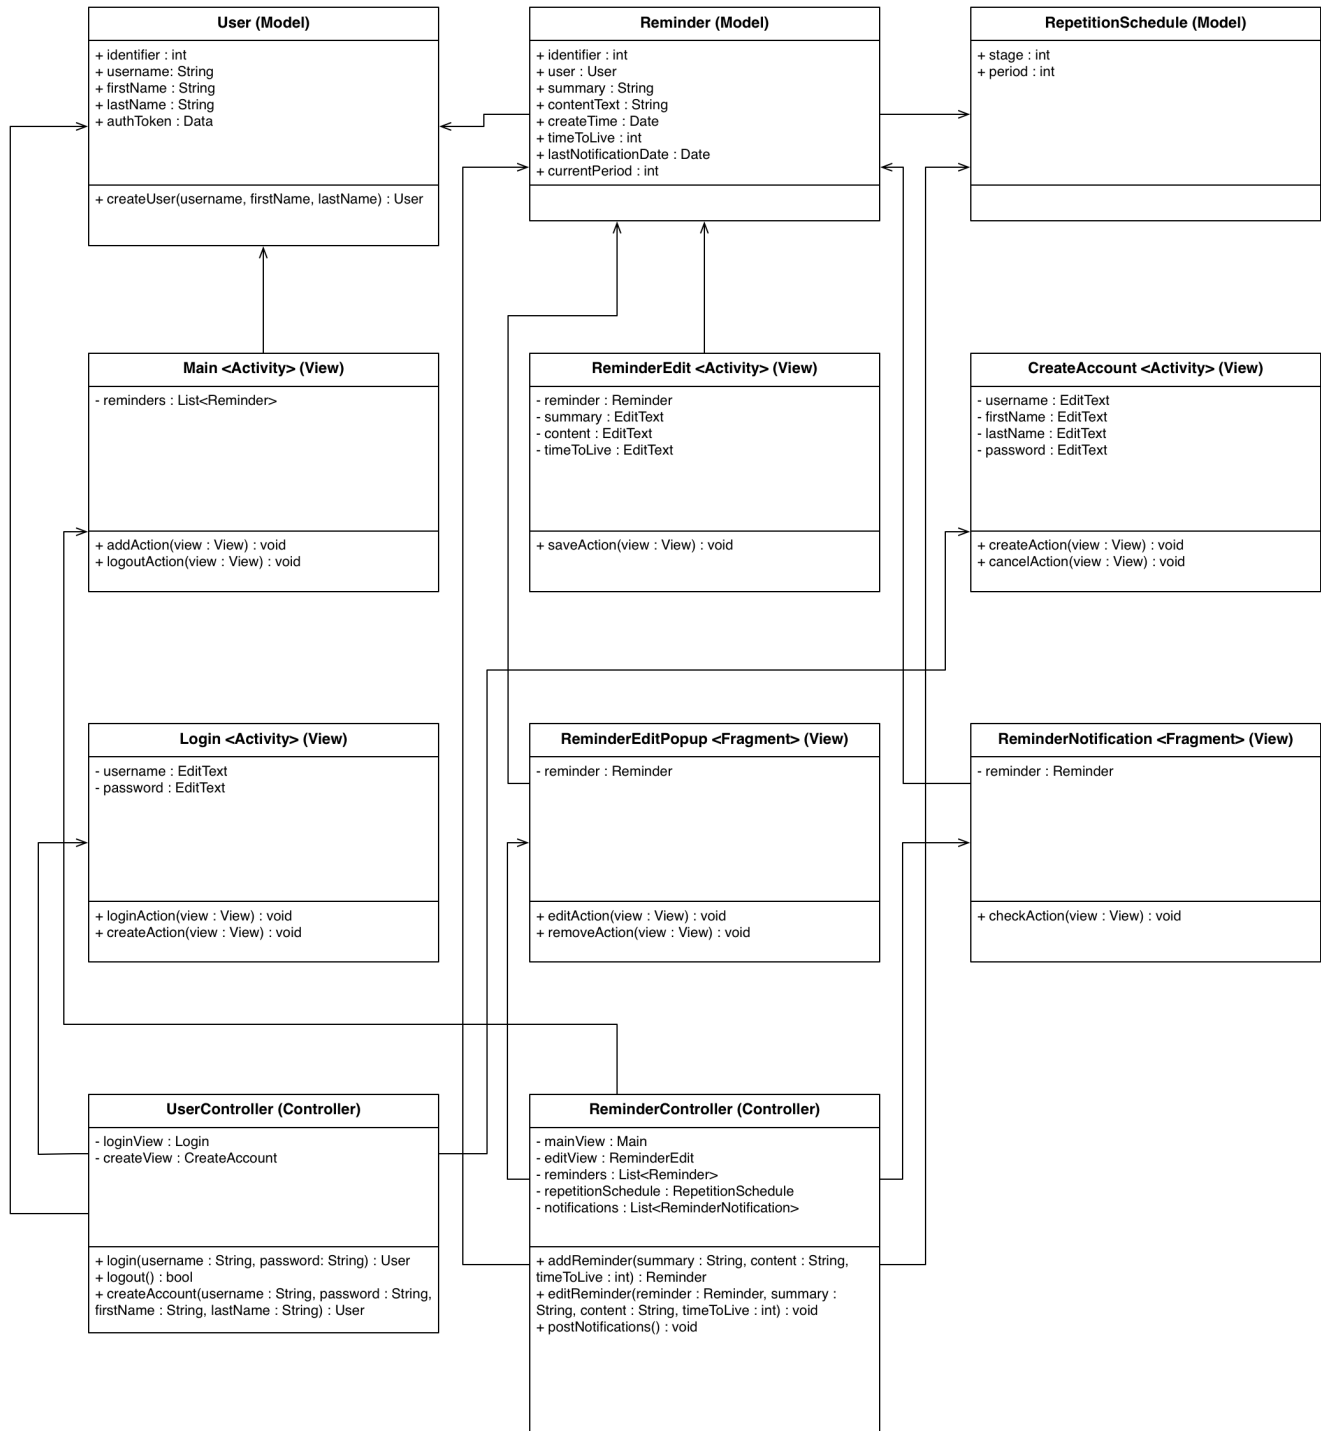 User (Model)
+ identifier : int
+ username: String
+ firstName : String
+ lastName : String
+ authToken : Data
+ createUser(username, firstName, lastName) : User
Reminder (Model)
+ identifier : int
+ user : User
+ summary : String
+ contentText : String
+ createTime : Date
+ timeToLive : int
+ lastNotificationDate : Date
+ currentPeriod : int
RepetitionSchedule (Model)
+ stage : int
+ period : int
Main <Activity> (View)
- reminders : List<Reminder>
+ addAction(view : View) : void
+ logoutAction(view : View) : void
ReminderEdit <Activity> (View)
- reminder : Reminder
- summary : EditText
- content : EditText
- timeToLive : EditText
+ saveAction(view : View) : void
CreateAccount <Activity> (View)
- username : EditText
- firstName : EditText
- lastName : EditText
- password : EditText
+ createAction(view : View) : void
+ cancelAction(view : View) : void
Login <Activity> (View)
- username : EditText
- password : EditText
+ loginAction(view : View) : void
+ createAction(view : View) : void
ReminderEditPopup <Fragment> (View)
- reminder : Reminder
+ editAction(view : View) : void
+ removeAction(view : View) : void
ReminderNotification <Fragment> (View)
- reminder : Reminder
+ checkAction(view : View) : void
UserController (Controller)
- loginView : Login
- createView : CreateAccount
+ login(username : String, password: String) : User
+ logout() : bool
+ createAccount(username : String, password : String,
firstName : String, lastName : String) : User
ReminderController (Controller)
- mainView : Main
- editView : ReminderEdit
- reminders : List<Reminder>
- repetitionSchedule : RepetitionSchedule
- notifications : List<ReminderNotification>
+ addReminder(summary : String, content : String,
timeToLive : int) : Reminder
+ editReminder(reminder : Reminder, summary :
String, content : String, timeToLive : int) : void
+ postNotifications() : void